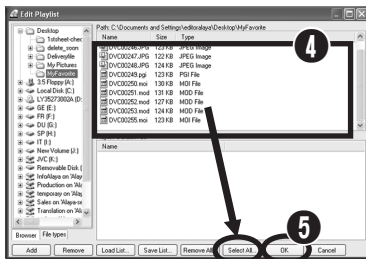 Edit Playlist
Path: C:\Documents and Settings\editoralaya\Desktop\MyFavorite
Desktop
1stsheet-chec
delete_soon
Deliveryfile
My Pictures
MyFavorite
3.5 Floppy (A:)
Local Disk (C:)
LY35273002A (D:
GE (E:)
FR (F:)
DU (G:)
SP (H:)
IT (I:)
New Volume (J:)
JVC (K:)
Removable Disk (
InfoAlaya on 'Alay
Production on 'Ala
temporary on 'Alay
Sales on 'Alaya-se
Translation on 'Ala
Browser File types
Name Size Type
DVC00246.JPG 123 KB JPEG Image
DVC00247.JPG 122 KB JPEG Image
DVC00248.JPG 124 KB JPEG Image
DVC00249.pgi 123 KB PGI File
DVC00250.moi 130 KB MOI File
DVC00251.mod 131 KB MOD File
DVC00252.mod 127 KB MOD File
DVC00253.mod 124 KB MOD File
DVC00255.moi 123 KB MOI File
4
Name
5
Add Remove Load List... Save List... Remove All Select All... OK Cancel